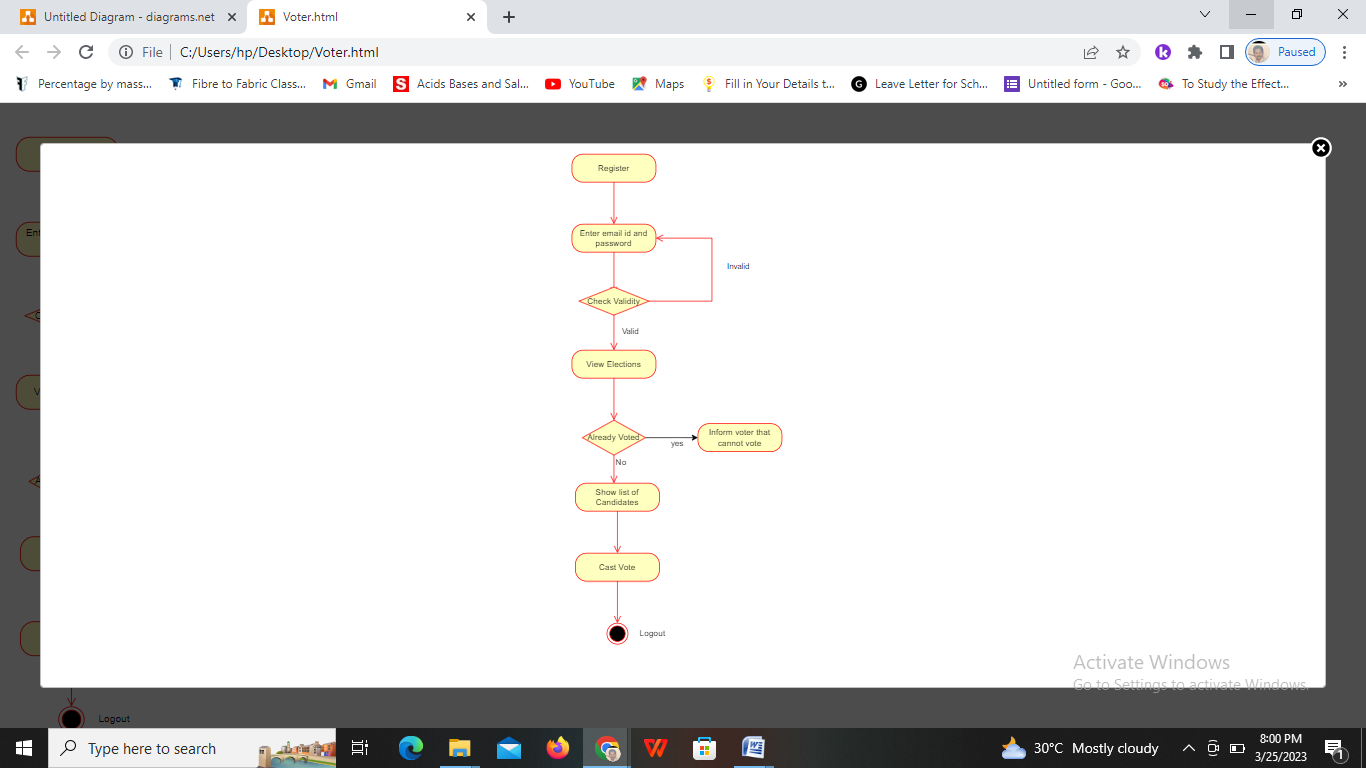 Untitled Diagram - diagrams.net
Voter.html
File
C:/Users/hp/Desktop/Voter.html
Paused
Percentage by mass...
Fibre to Fabric Class...
Gmail
Acids Bases and Sal...
YouTube
Maps
Fill in Your Details t...
Leave Letter for Sch...
Untitled form - Goo...
To Study the Effect...
Register
Enter email id and
password
Invalid
Check Validity
Valid
View Elections
Already Voted
yes
Inform voter that
cannot vote
No
Show list of
Candidates
Cast Vote
Logout
Activate Windows
Go to Settings to activate Windows.
Logout
Type here to search
30°C Mostly cloudy
8:00 PM
3/25/2023
1